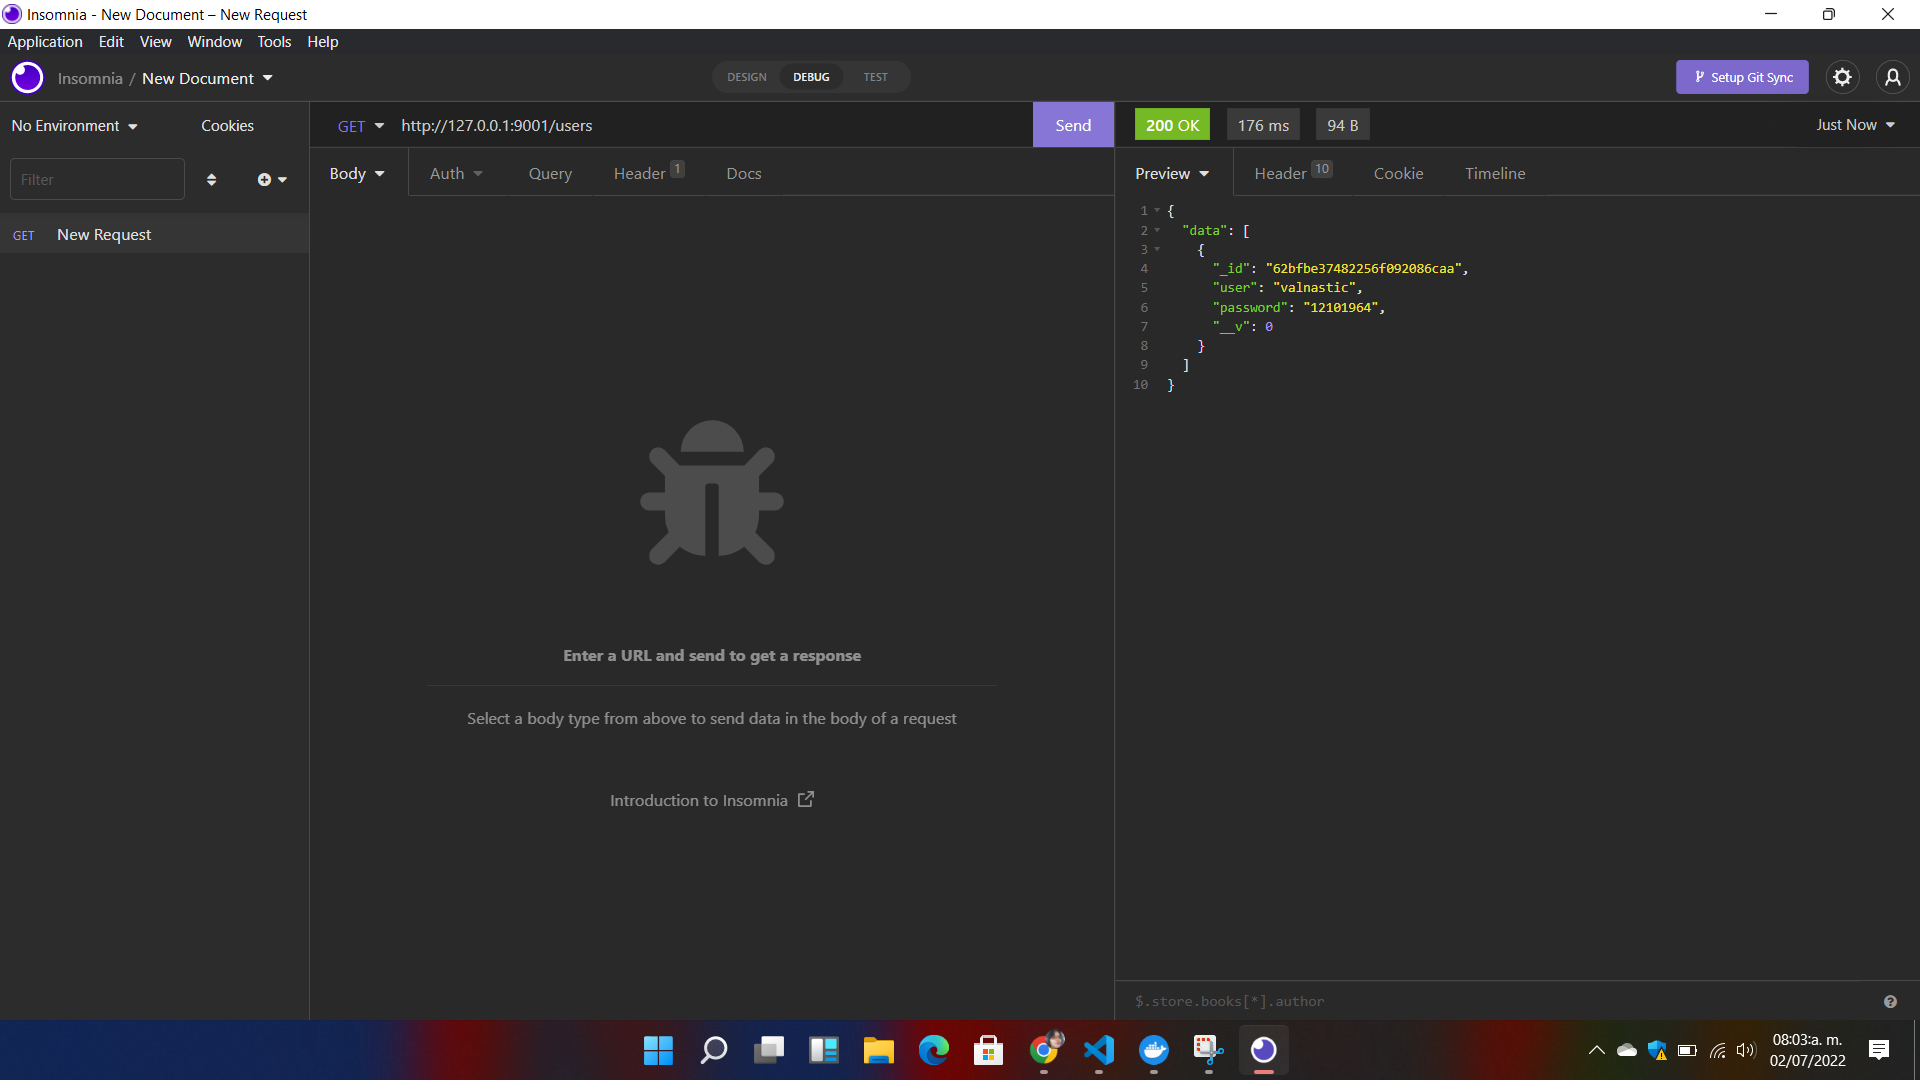 Insomnia - New Document – New Request
Application Edit View Window Tools Help
Insomnia / New Document
DESIGN DEBUG TEST
Setup Git Sync
No Environment Cookies
GET http://127.0.0.1:9001/users Send
200 OK 176 ms 94 B Just Now
Filter
Body Auth Query Header 1 Docs
Preview Header 10 Cookie Timeline
GET New Request
1 {
2 "data": [
3 {
4 "_id": "62bfbe37482256f092086caa",
5 "user": "valnastic",
6 "password": "12101964",
7 "__v": 0
8 }
9 ]
10 }
Enter a URL and send to get a response
Select a body type from above to send data in the body of a request
Introduction to Insomnia
$.store.books[*].author
08:03:a. m.
02/07/2022